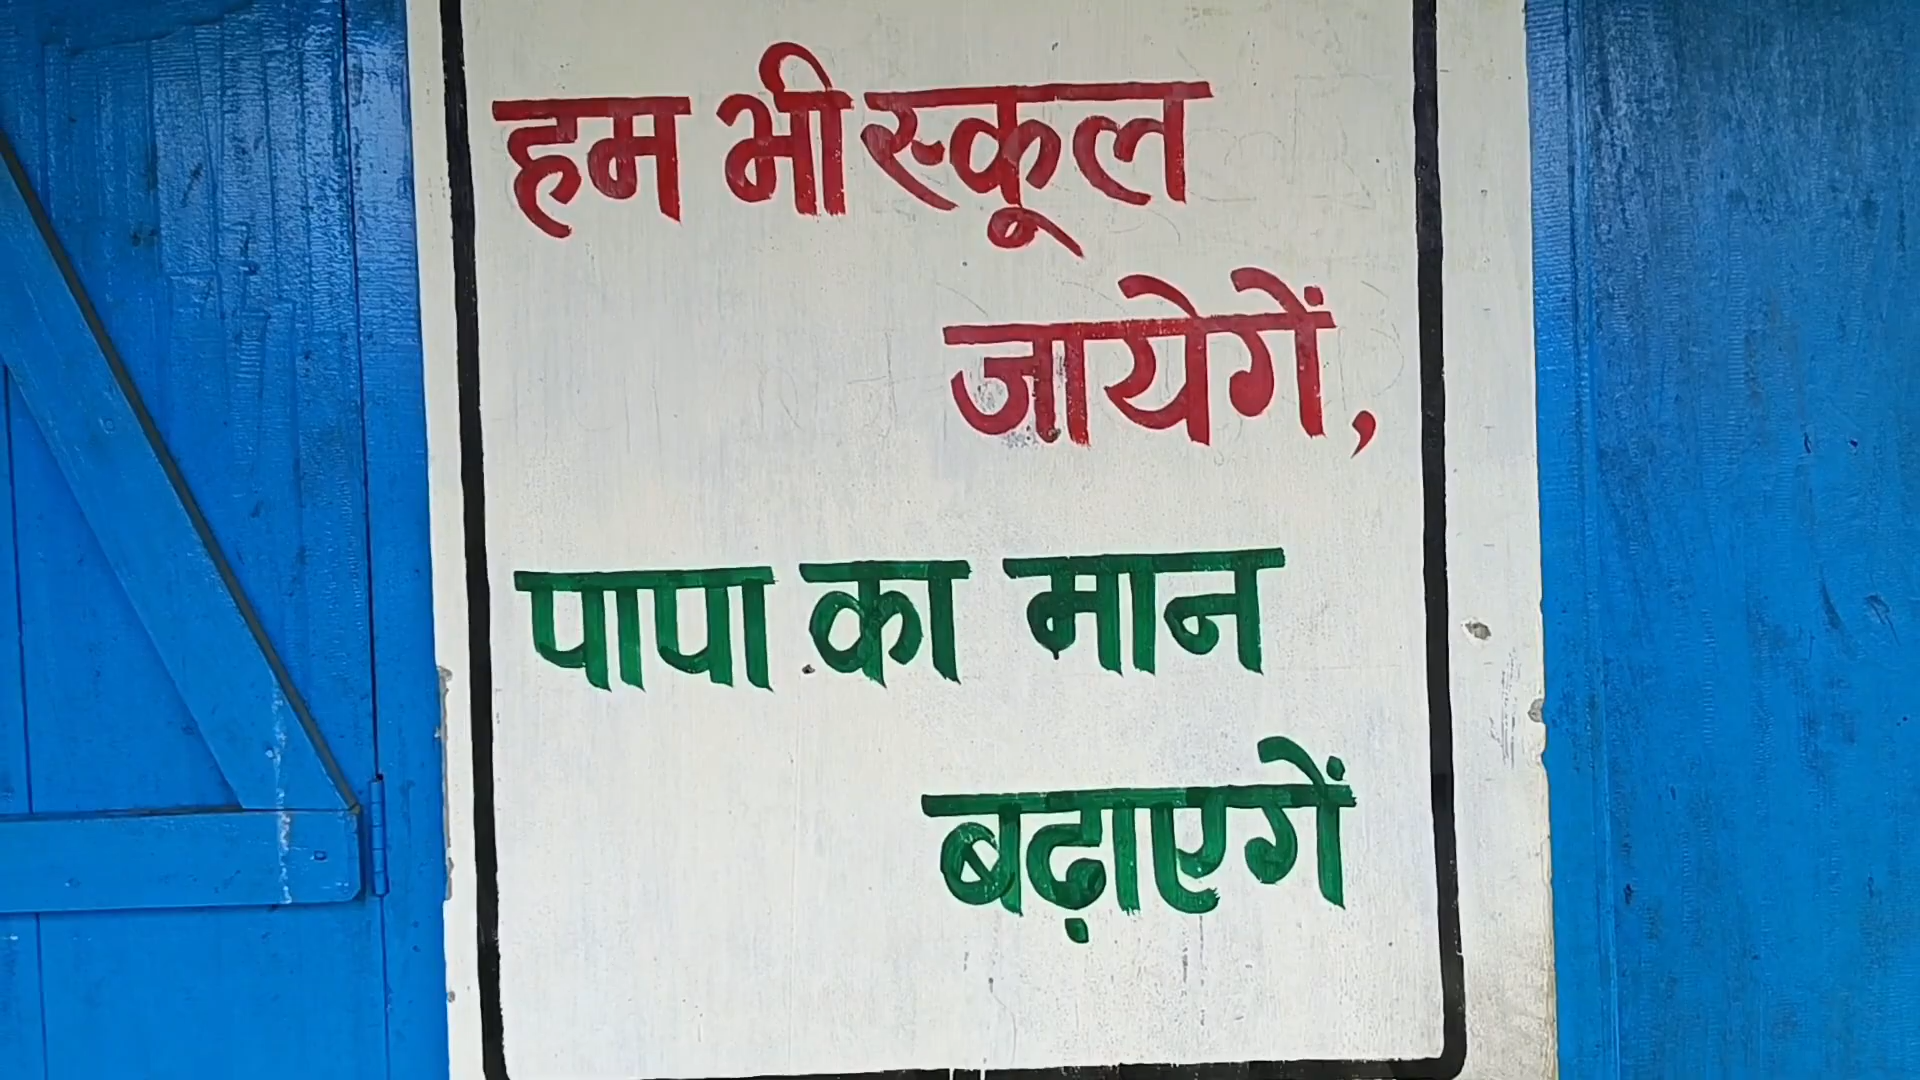 हम भी स्कूल
जायेगें,
पापा का मान
बढ़ाएगें